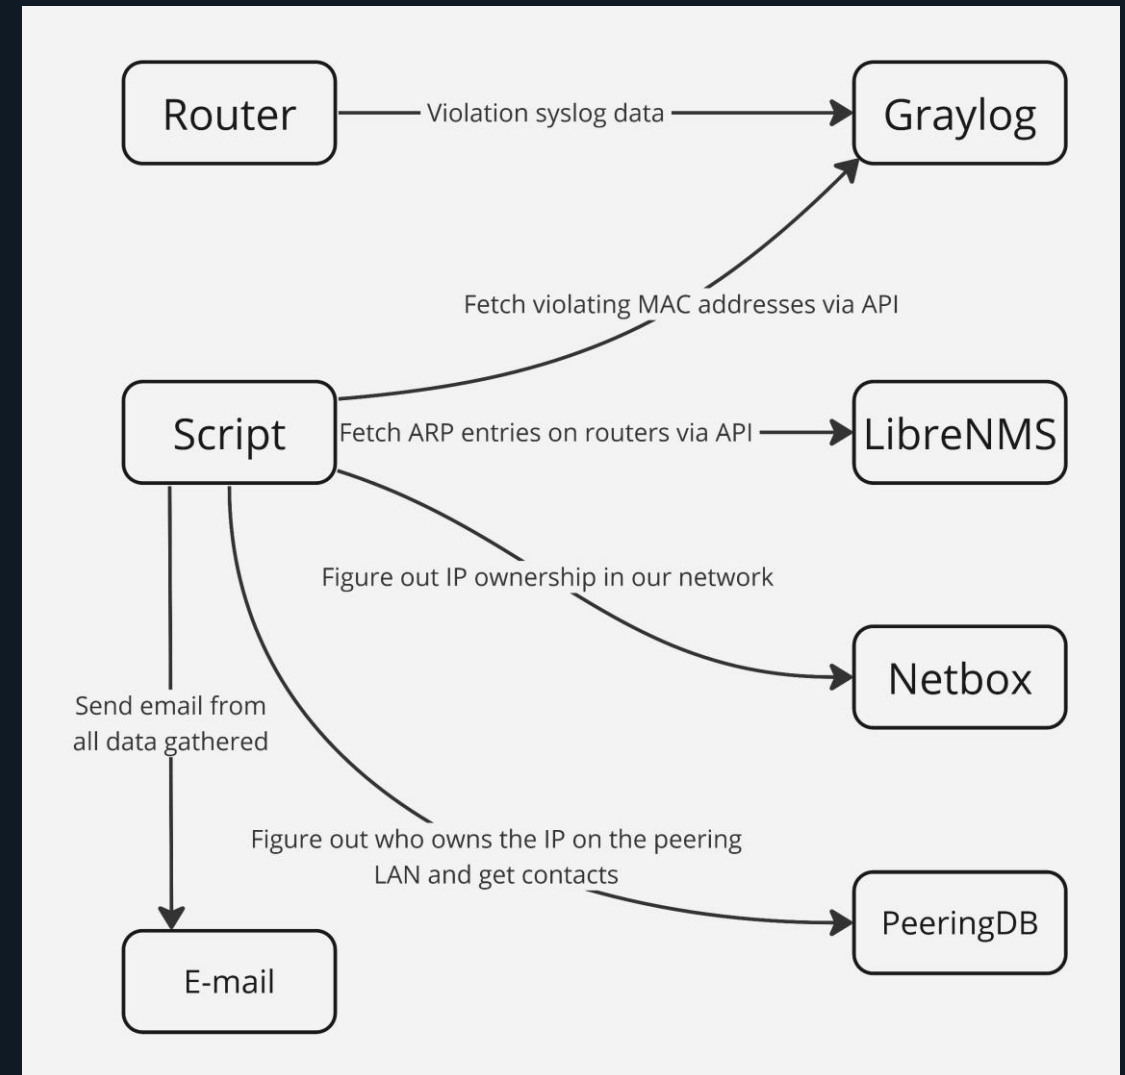 Router
Violation syslog data
Graylog
Fetch violating MAC addresses via API
Script
Fetch ARP entries on routers via API
LibreNMS
Figure out IP ownership in our network
Netbox
Send email from
all data gathered
Figure out who owns the IP on the peering
LAN and get contacts
PeeringDB
E-mail